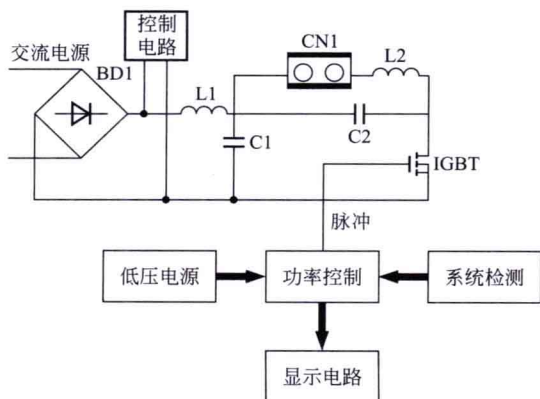 控制
电路
交流电源
BD1
CN1
L2
L1
C2
C1
IGBT
脉冲
低压电源
功率控制
系统检测
显示电路